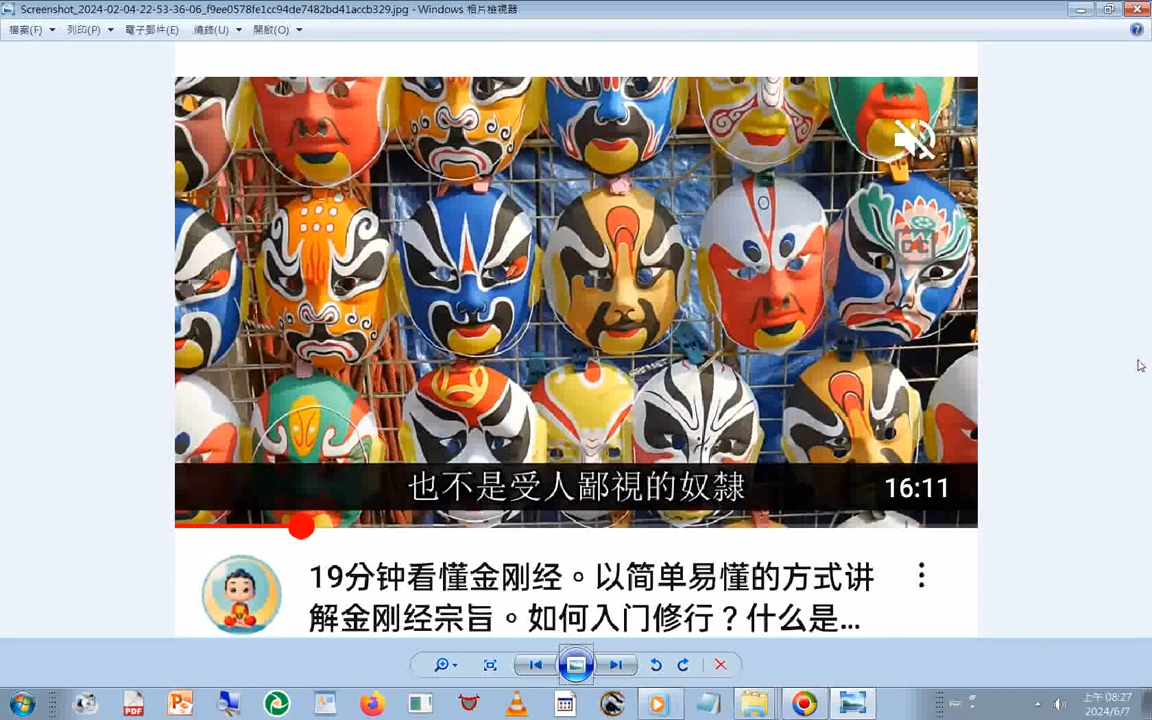 Screenshot_2024-02-04-22-53-36-06_f9ee0578fe1cc94de7482bd41accb329.jpg - Windows 相片檢視器
檔案(F) 列印(P) 電子郵件(E) 燒錄(U) 開啟(O)
CC
也不是受人鄙視的奴隸
16:11
19分钟看懂金刚经。以简单易懂的方式讲
解金刚经宗旨。如何入门修行？什么是...
PDF
上午 08:27
2024/6/7